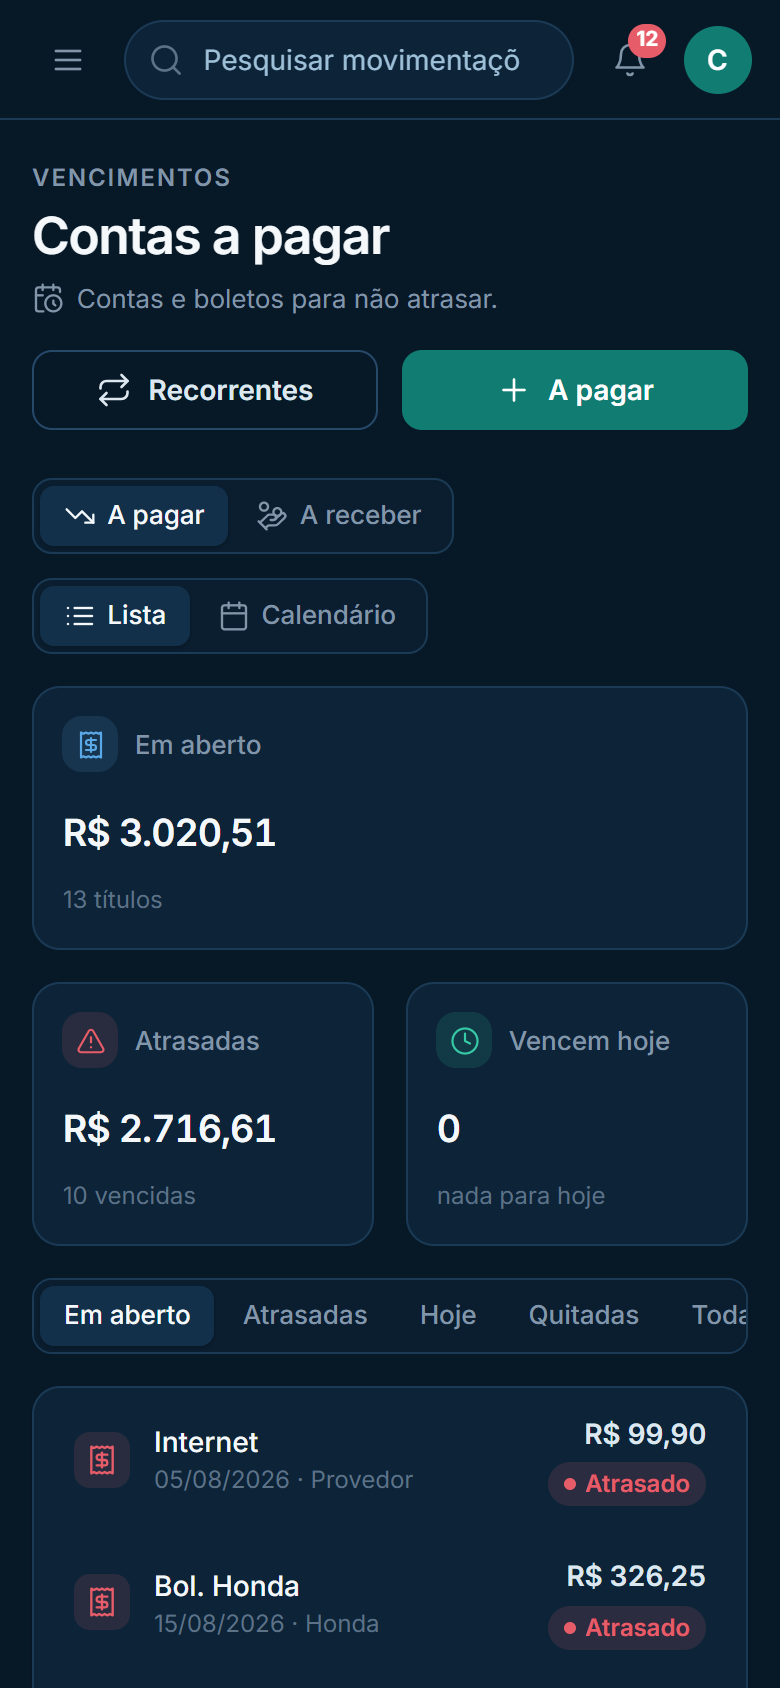 Pesquisar movimentaçõ
12
C
VENCIMENTOS
Contas a pagar
Contas e boletos para não atrasar.
Recorrentes
A pagar
A pagar
A receber
Lista
Calendário
Em aberto
R$ 3.020,51
13 títulos
Atrasadas
R$ 2.716,61
10 vencidas
Vencem hoje
0
nada para hoje
Em aberto Atrasadas Hoje Quitadas Toda
Internet
R$ 99,90
05/08/2026 · Provedor
Atrasado
Bol. Honda
R$ 326,25
15/08/2026 · Honda
Atrasado